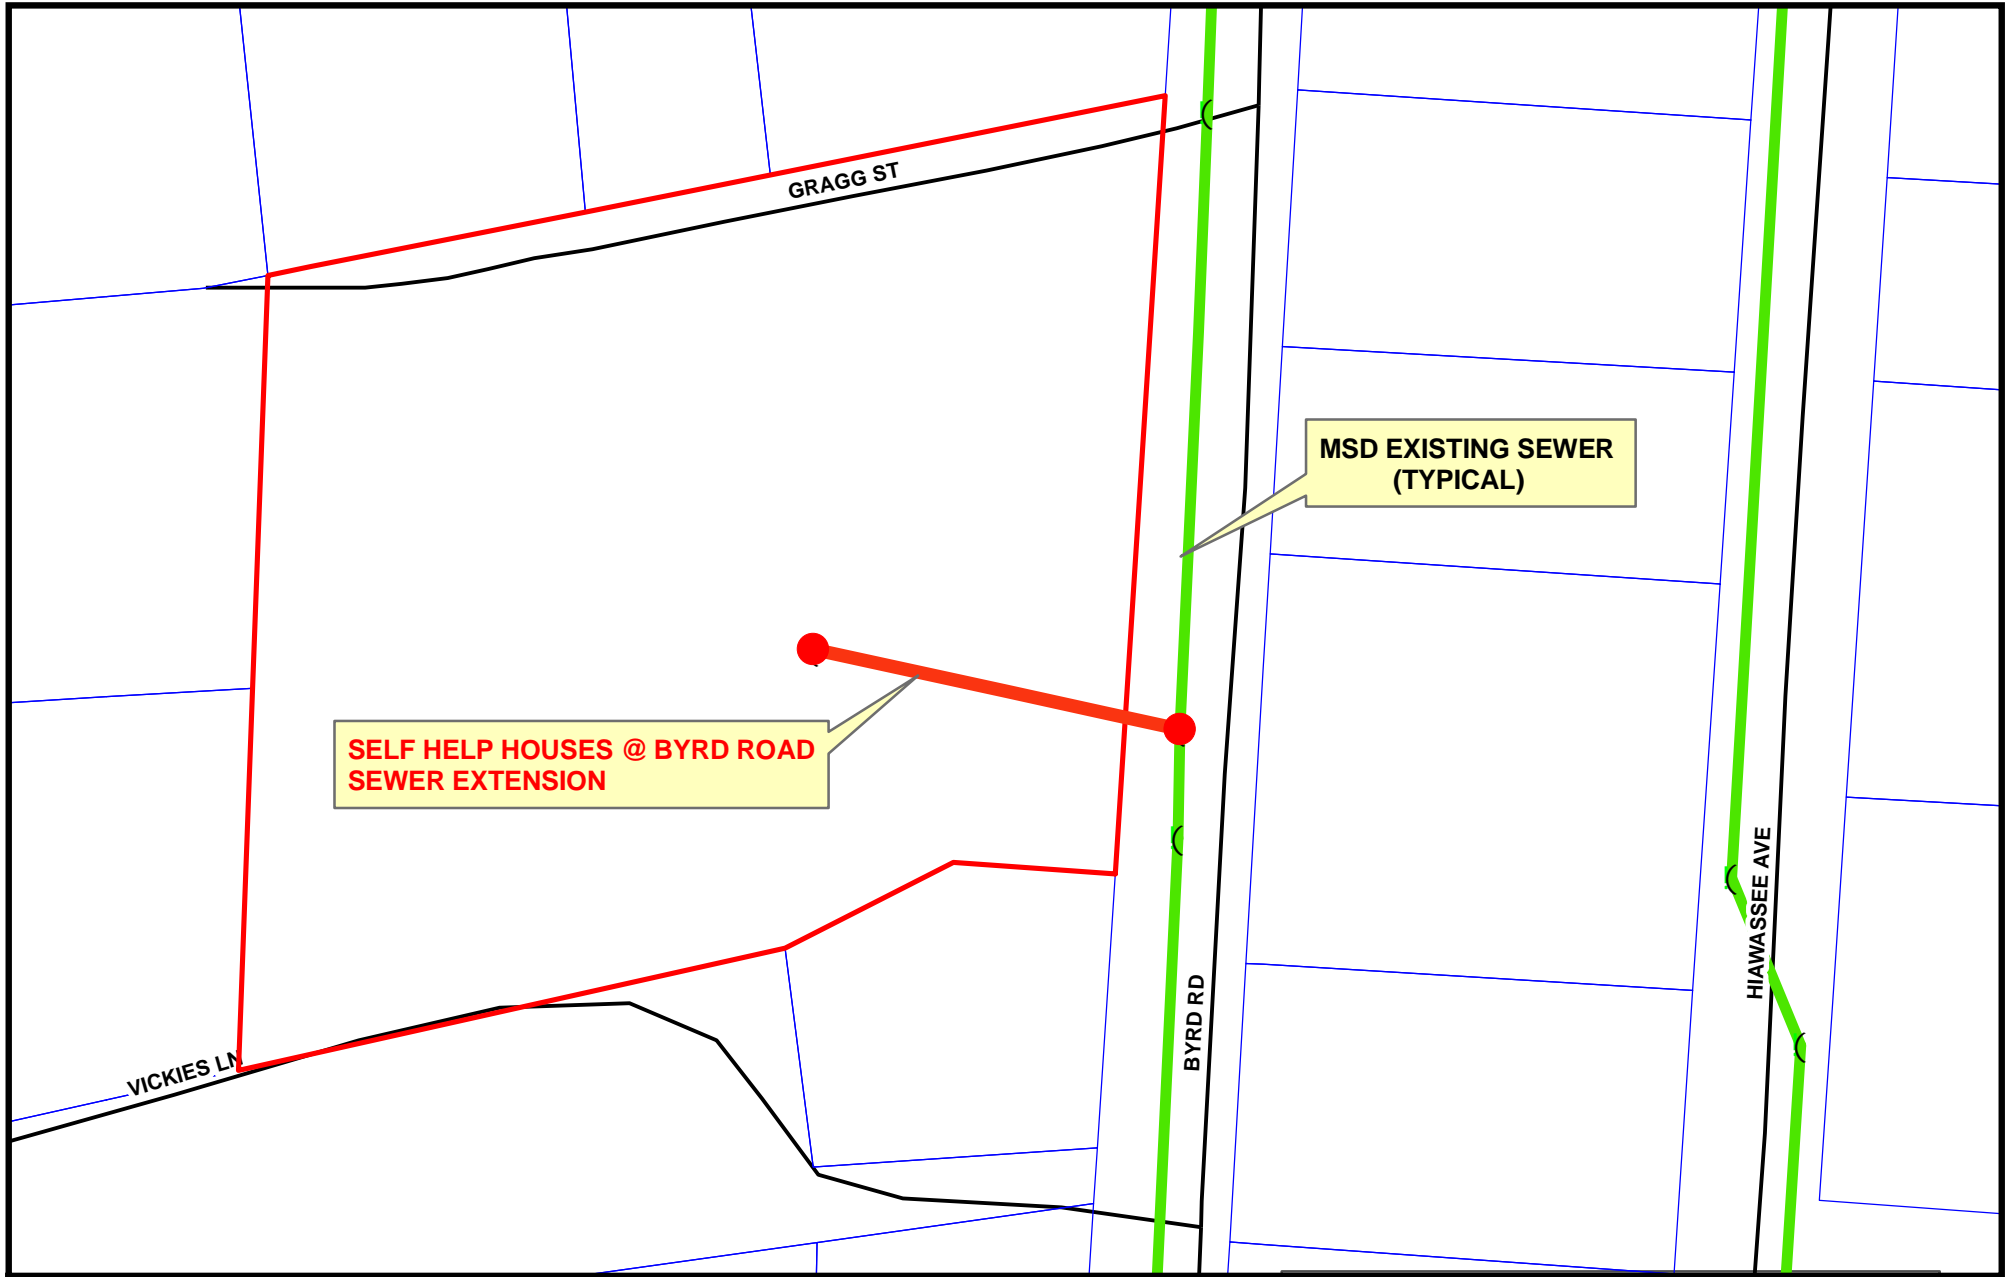 GRAGG ST
MSD EXISTING SEWER
(TYPICAL)
SELF HELP HOUSES @ BYRD ROAD
SEWER EXTENSION
HIAWASSEE AVE
BYRD RD
VICKIES LN